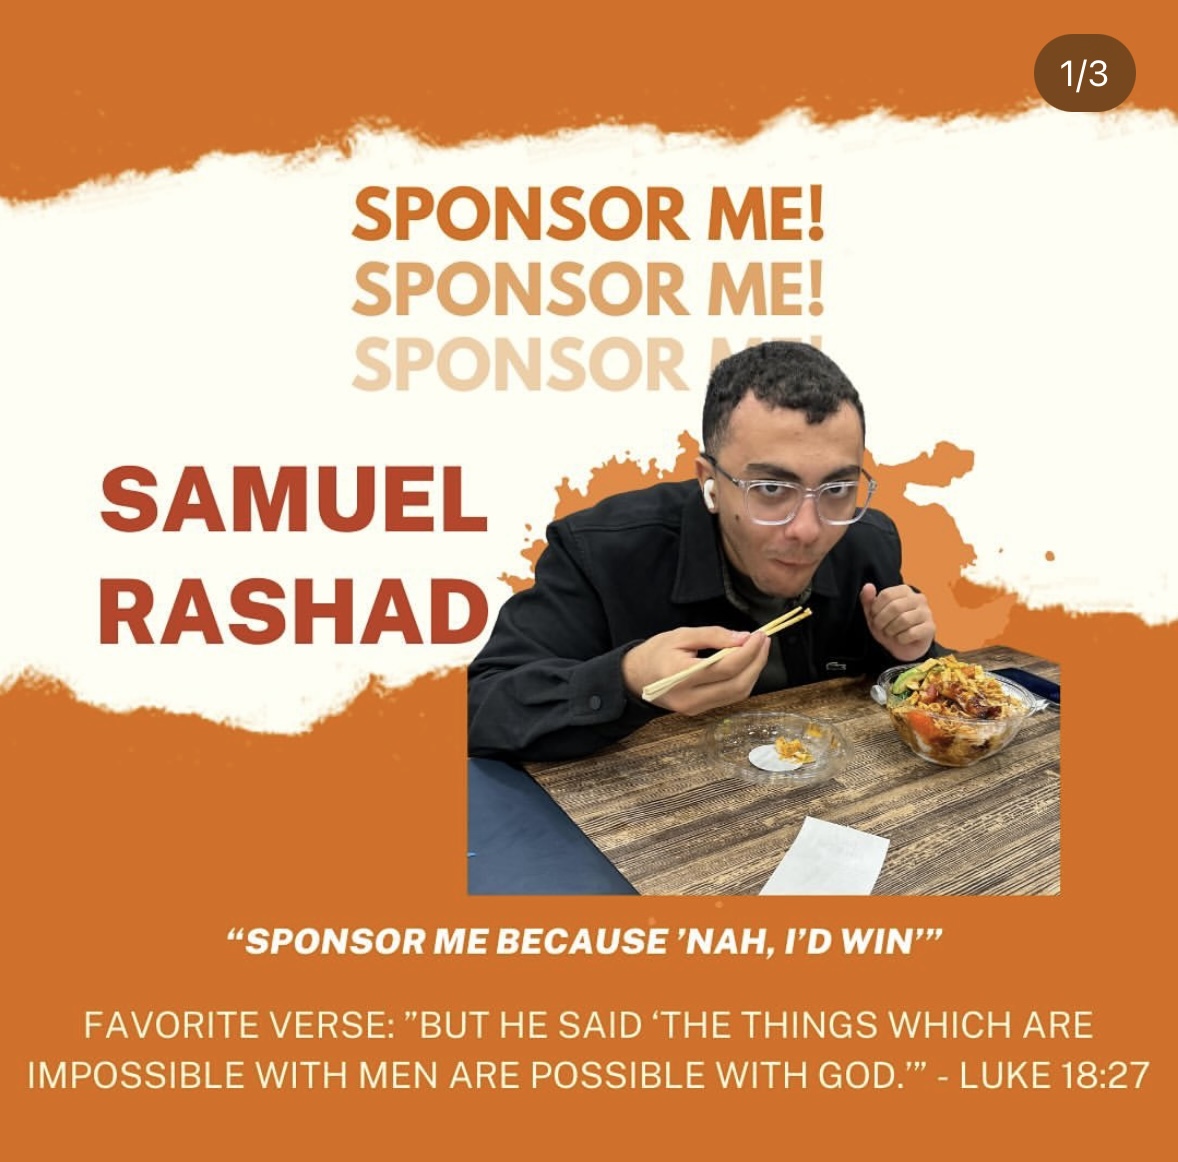 1/3
SPONSOR ME!
SPONSOR ME!
SPONSOR ME!
SAMUEL
RASHAD
“SPONSOR ME BECAUSE ’NAH, I’D WIN’”
FAVORITE VERSE: ”BUT HE SAID ‘THE THINGS WHICH ARE
IMPOSSIBLE WITH MEN ARE POSSIBLE WITH GOD.’” - LUKE 18:27